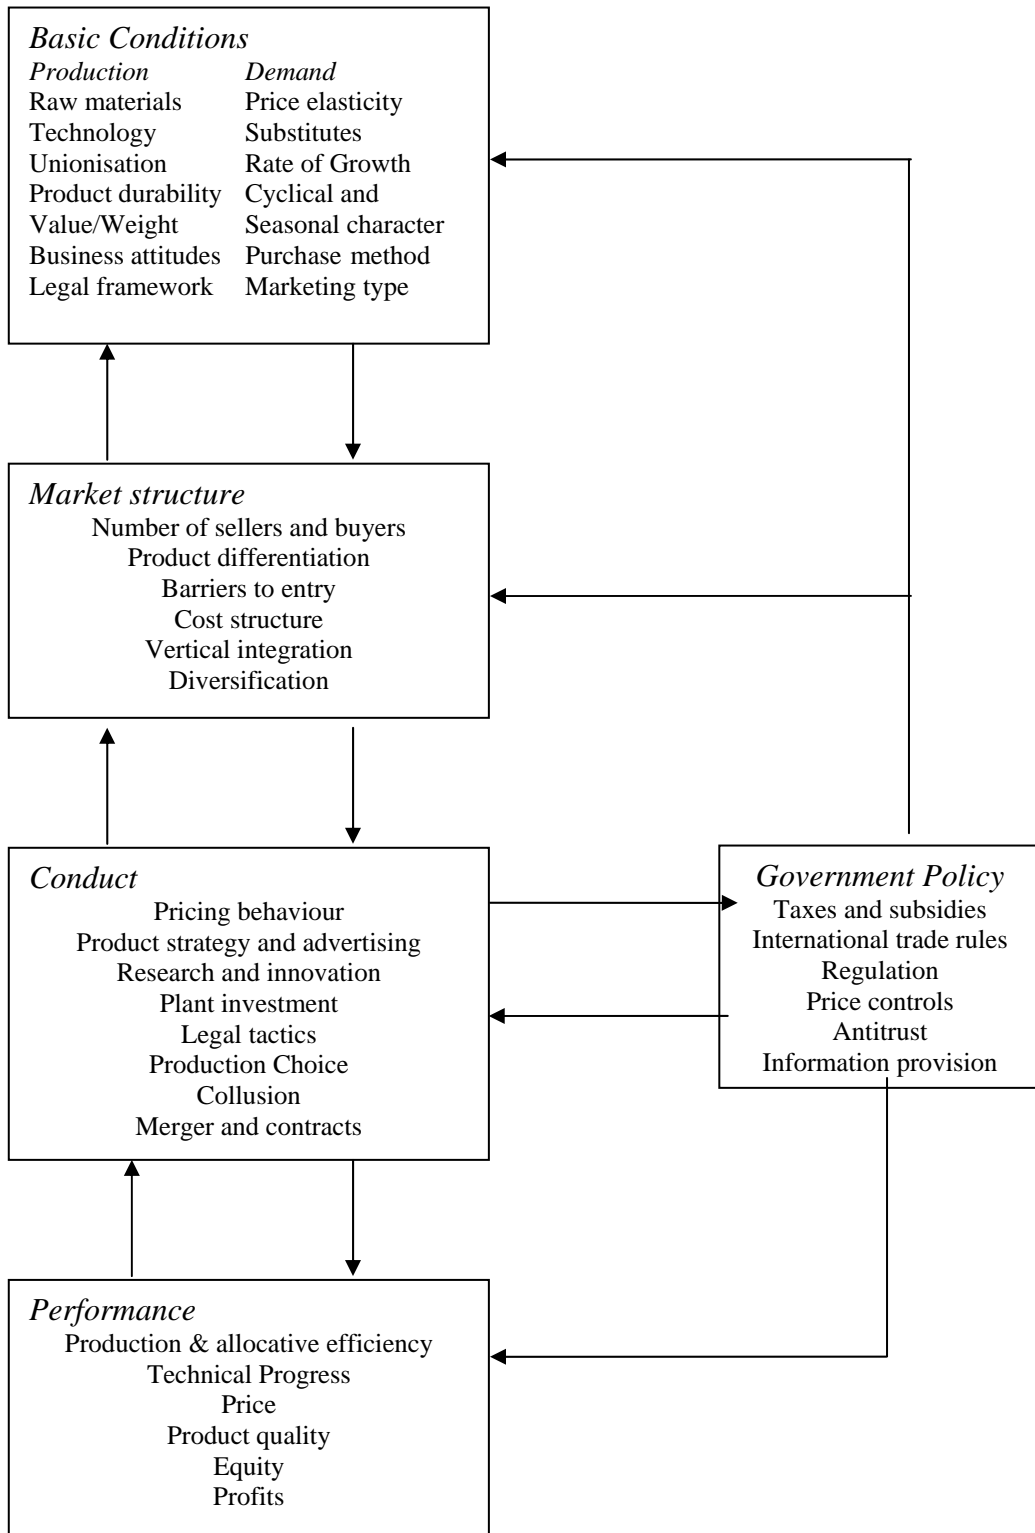 Basic Conditions
Production Demand
Raw materials Price elasticity
Technology Substitutes
Unionisation Rate of Growth
Product durability Cyclical and
Value/Weight Seasonal character
Business attitudes Purchase method
Legal framework Marketing type
Market structure
Number of sellers and buyers
Product differentiation
Barriers to entry
Cost structure
Vertical integration
Diversification
Conduct
Pricing behaviour
Product strategy and advertising
Research and innovation
Plant investment
Legal tactics
Production Choice
Collusion
Merger and contracts
Government Policy
Taxes and subsidies
International trade rules
Regulation
Price controls
Antitrust
Information provision
Performance
Production & allocative efficiency
Technical Progress
Price
Product quality
Equity
Profits